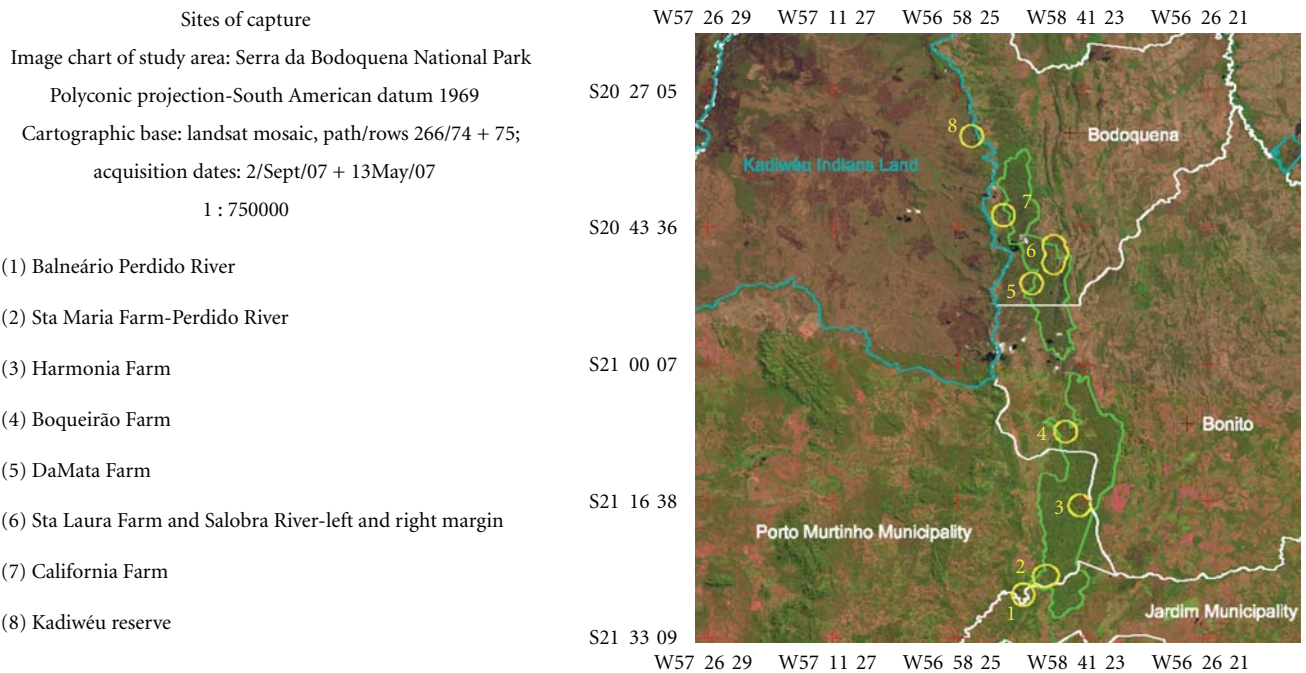 Sites of capture
Image chart of study area: Serra da Bodoquena National Park
Polyconic projection-South American datum 1969
Cartographic base: landsat mosaic, path/rows 266/74 + 75;
acquisition dates: 2/Sept/07 + 13May/07
1 : 750000
(1) Balneário Perdido River
(2) Sta Maria Farm-Perdido River
(3) Harmonia Farm
(4) Boqueirão Farm
(5) DaMata Farm
(6) Sta Laura Farm and Salobra River-left and right margin
(7) California Farm
(8) Kadiwéu reserve
W57 26 29 W57 11 27 W56 58 25 W58 41 23 W56 26 21
S20 27 05
S20 43 36
S21 00 07
S21 16 38
S21 33 09
8
Bodoquena
Kadiwéu Indians Land
7
6
5
4
Bonito
3
Porto Murtinho Municipality
2
1
Jardim Municipality
W57 26 29 W57 11 27 W56 58 25 W58 41 23 W56 26 21